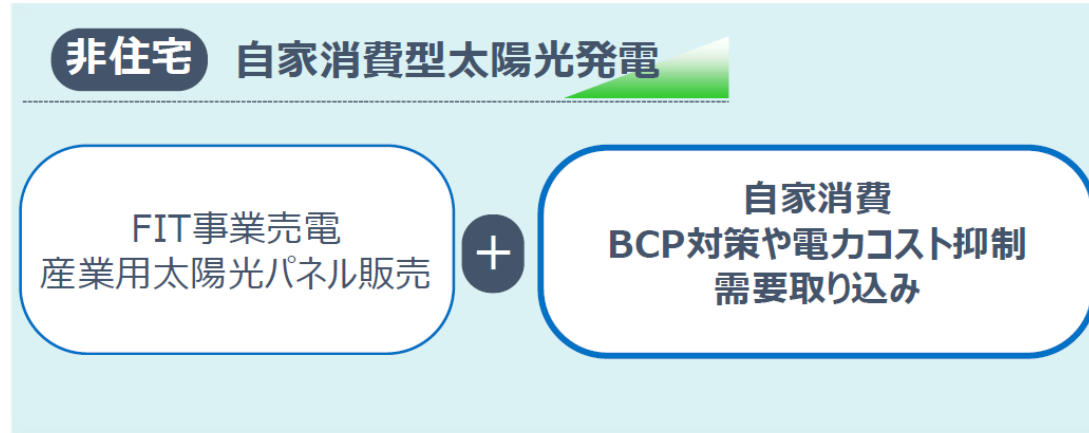 非住宅 自家消費型太陽光発電
FIT事業売電
産業用太陽光パネル販売
+
自家消費
BCP対策や電力コスト抑制
需要取り込み